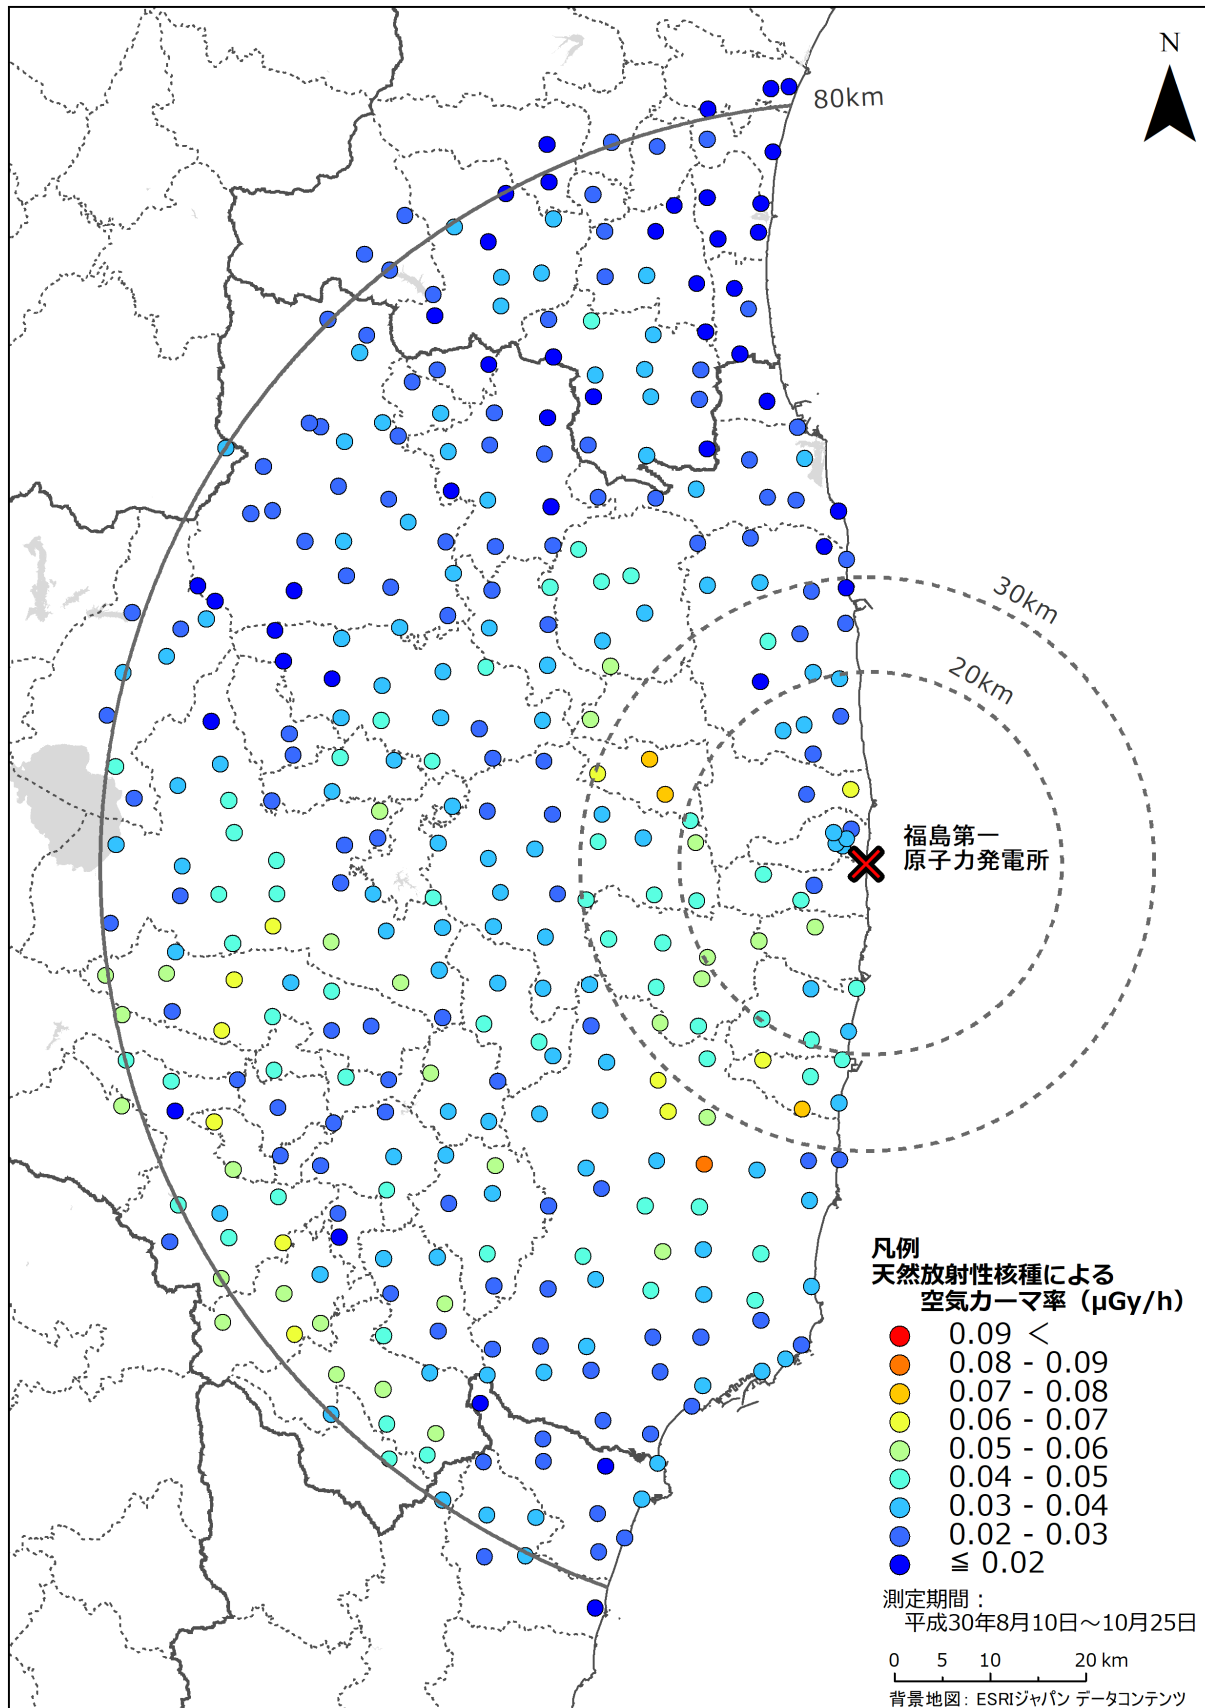 N
80km
30km
20km
福島第一
原子力発電所
凡例
天然放射性核種による
空気カーマ率（μGy/h）
0.09 ＜
0.08 - 0.09
0.07 - 0.08
0.06 - 0.07
0.05 - 0.06
0.04 - 0.05
0.03 - 0.04
0.02 - 0.03
≦ 0.02
測定期間：
平成30年8月10日～10月25日
0 5 10 20 km
背景地図： ESRIジャパン データコンテンツ